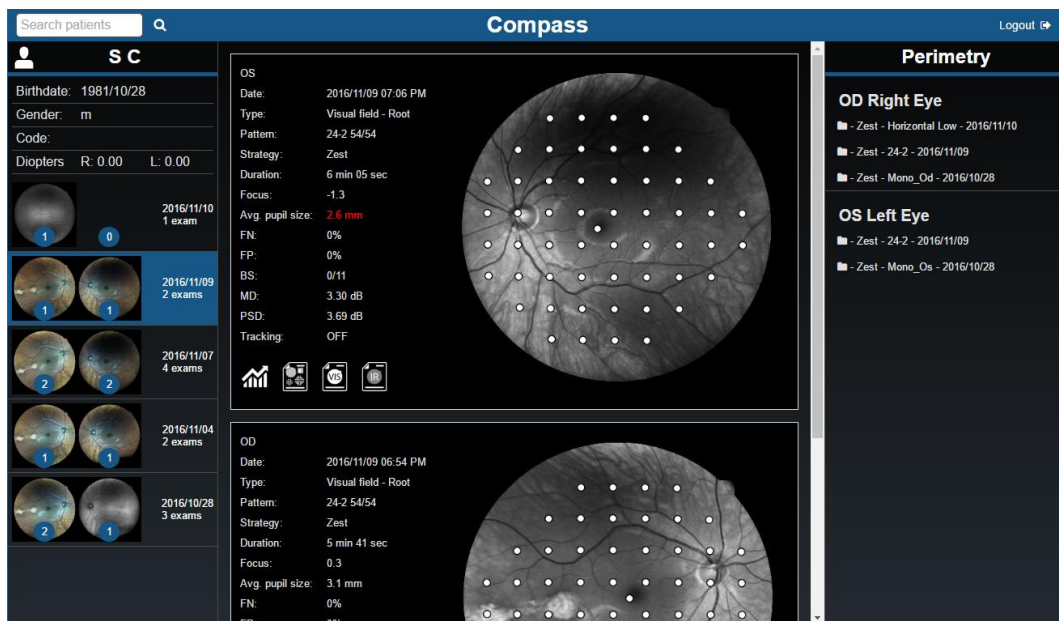 Search patients
Compass
Logout
S C
Birthdate: 1981/10/28
Gender: m
Code:
Diopters R: 0.00 L: 0.00
2016/11/10
1 exam
1
0
2016/11/09
2 exams
1
1
2016/11/07
4 exams
2
2
2016/11/04
2 exams
1
1
2016/10/28
3 exams
2
1
OS
Date: 2016/11/09 07:06 PM
Type: Visual field - Root
Pattern: 24-2 54/54
Strategy: Zest
Duration: 6 min 05 sec
Focus: -1.3
Avg. pupil size: 2.6 mm
FN: 0%
FP: 0%
BS: 0/11
MD: 3.30 dB
PSD: 3.69 dB
Tracking: OFF
VIS
IR
OD
Date: 2016/11/09 06:54 PM
Type: Visual field - Root
Pattern: 24-2 54/54
Strategy: Zest
Duration: 5 min 41 sec
Focus: 0.3
Avg. pupil size: 3.1 mm
FN: 0%
Perimetry
OD Right Eye
- Zest - Horizontal Low - 2016/11/10
- Zest - 24-2 - 2016/11/09
- Zest - Mono_Od - 2016/10/28
OS Left Eye
- Zest - 24-2 - 2016/11/09
- Zest - Mono_Os - 2016/10/28